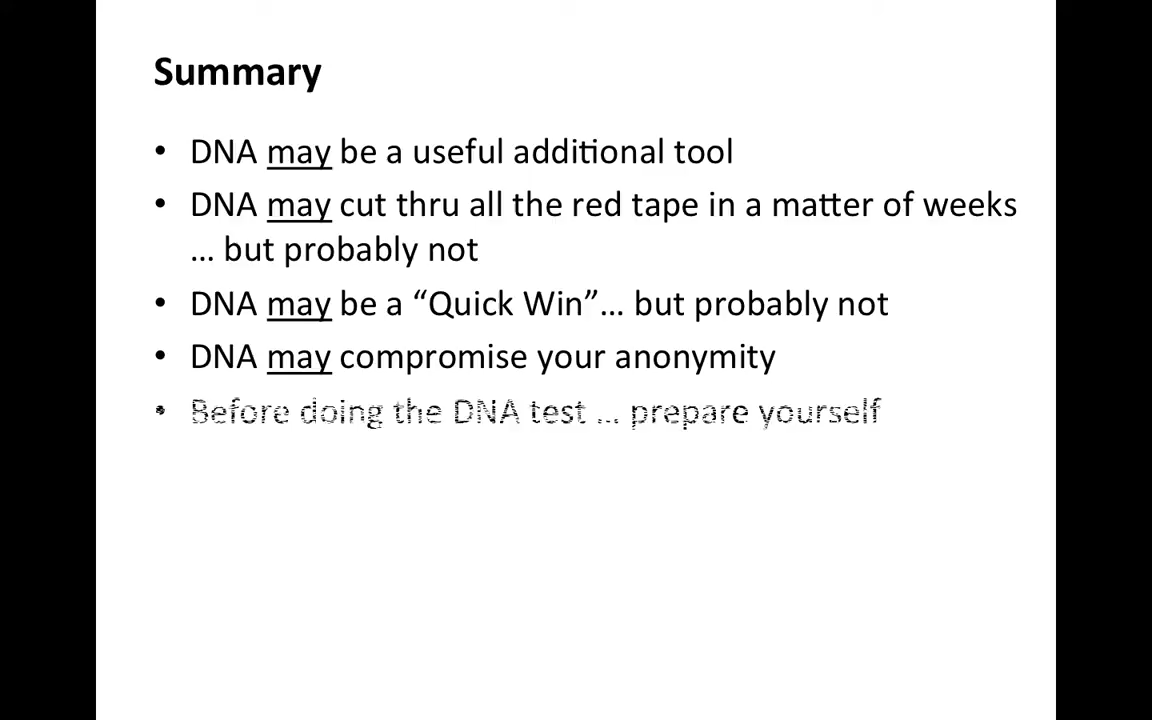 Summary
• DNA may be a useful additional tool
• DNA may cut thru all the red tape in a matter of weeks
… but probably not
• DNA may be a “Quick Win”… but probably not
• DNA may compromise your anonymity
• Before doing the DNA test … prepare yourself